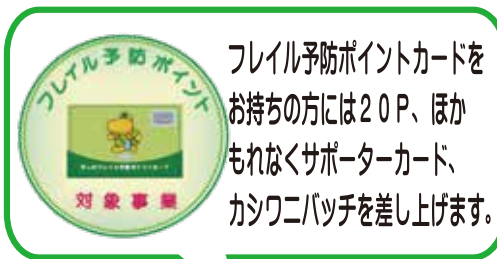 フレイル予防ポイント
対象事業
フレイル予防ポイントカードを
お持ちの方には20P、ほか
もれなくサポーターカード、
カシワニバッチを差し上げます。